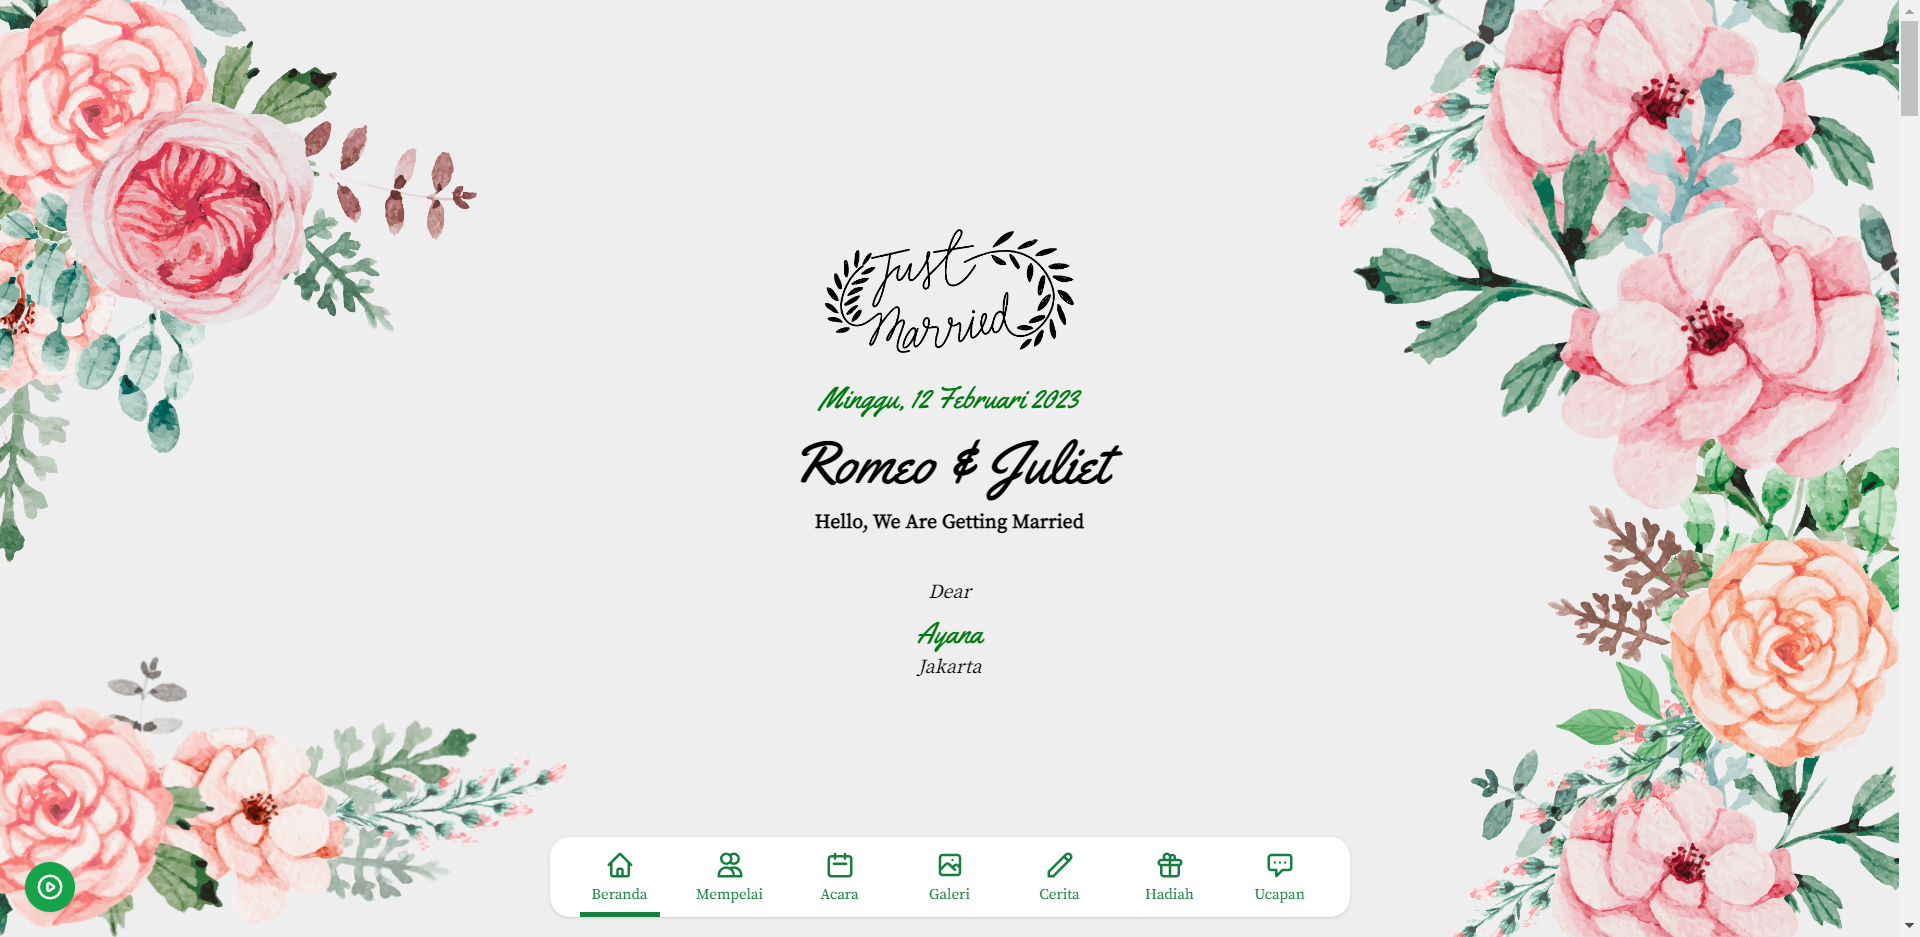 Just
Married
Minggu, 12 Februari 2023
Romeo & Juliet
Hello, We Are Getting Married
Dear
Ayana
Jakarta
Beranda
Mempelai
Acara
Galeri
Cerita
Hadiah
Ucapan